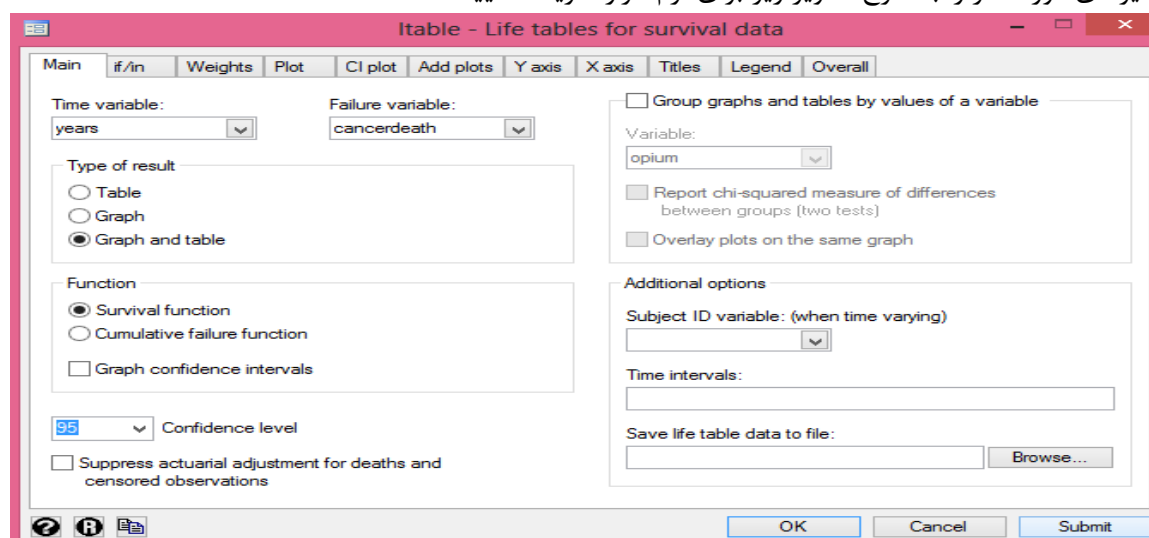 ltable - Life tables for survival data
Main if/in Weights Plot CI plot Add plots Y axis X axis Titles Legend Overall
Time variable: Failure variable:
years cancerdeath
Type of result
Table
Graph
Graph and table
Function
Survival function
Cumulative failure function
Graph confidence intervals
95 Confidence level
Suppress actuarial adjustment for deaths and
censored observations
Group graphs and tables by values of a variable
Variable:
opium
Report chi-squared measure of differences
between groups (two tests)
Overlay plots on the same graph
Additional options
Subject ID variable: (when time varying)
Time intervals:
Save life table data to file:
Browse...
OK Cancel Submit